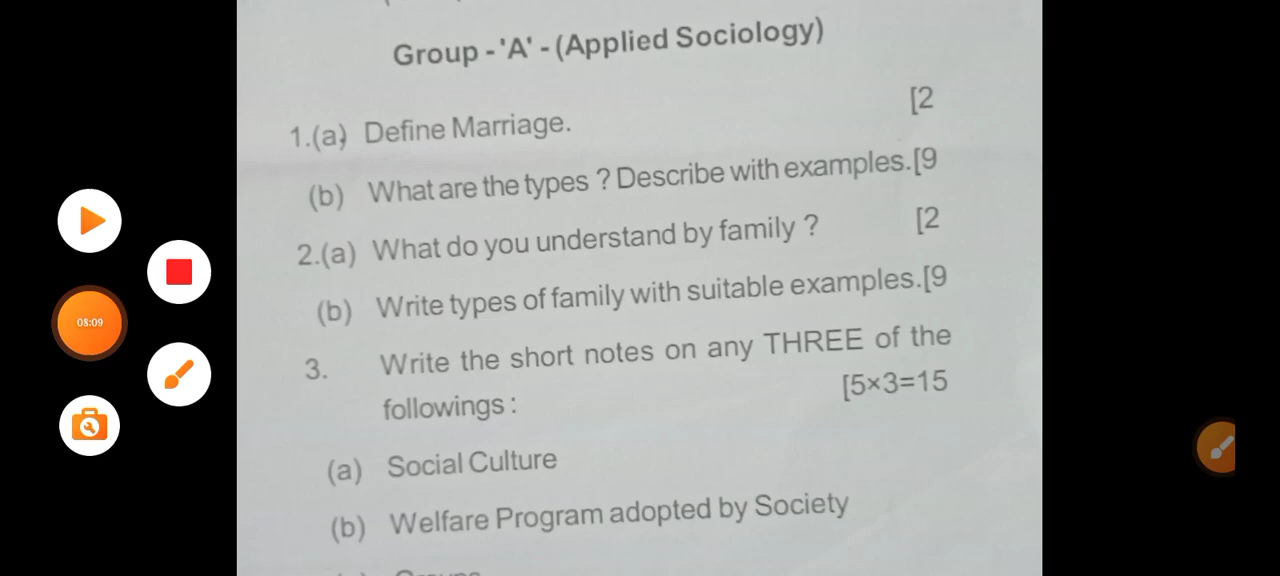 Group - 'A' - (Applied Sociology)
[2
1.(a) Define Marriage.
(b) What are the types ? Describe with examples.[9
2.(a) What do you understand by family ? [2
(b) Write types of family with suitable examples.[9
3. Write the short notes on any THREE of the
followings : [5×3=15
(a) Social Culture
(b) Welfare Program adopted by Society
08:09